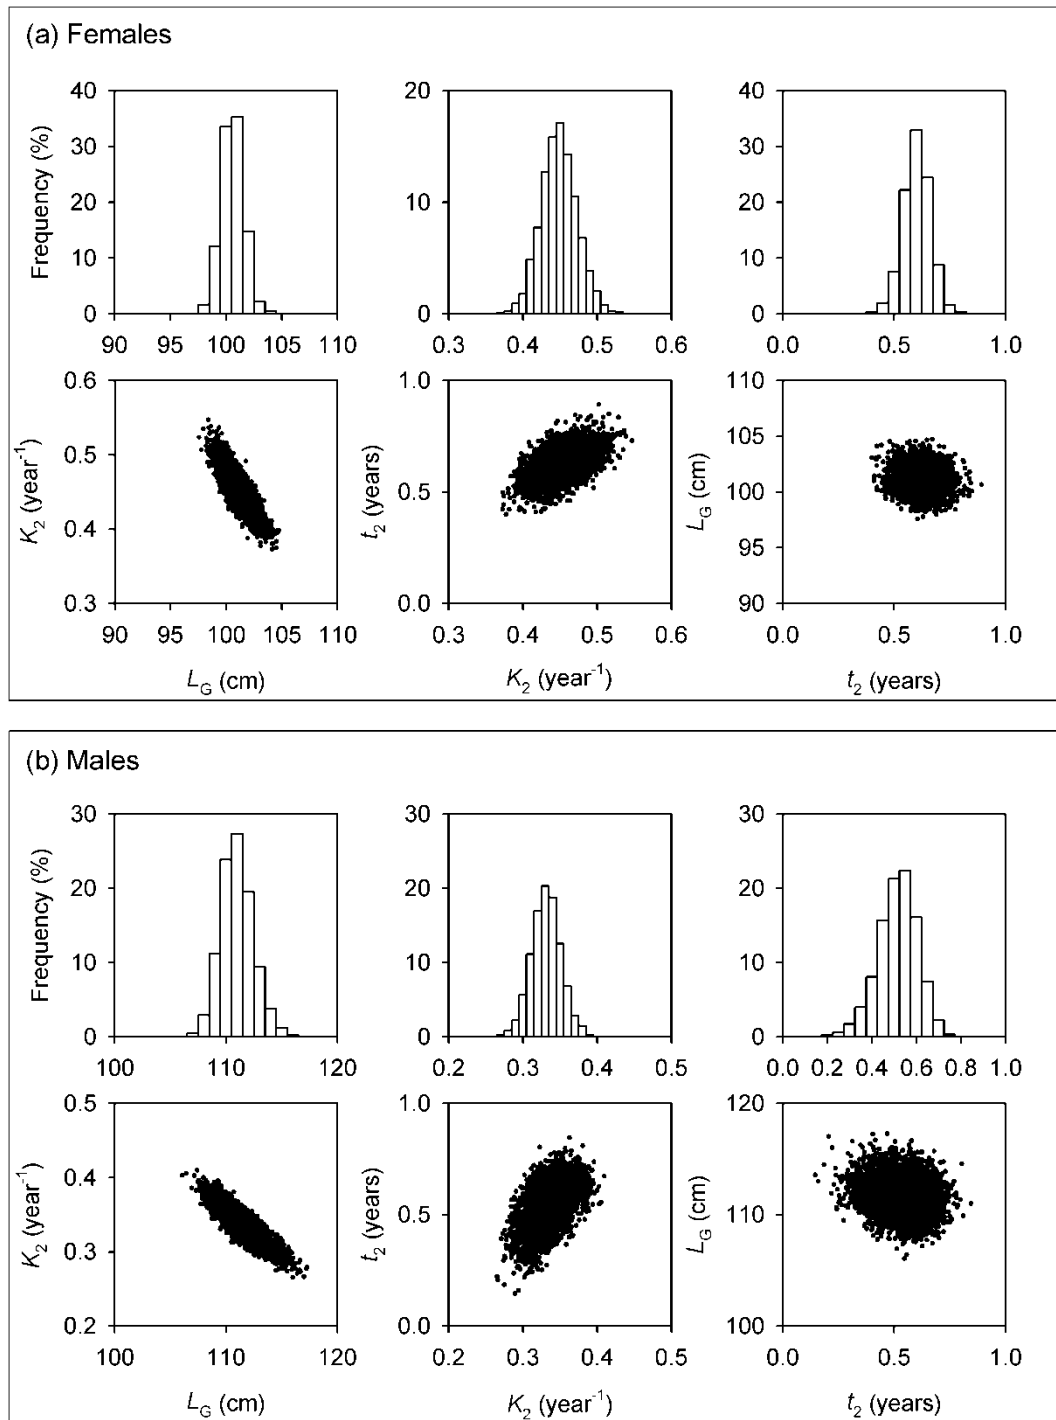 (a) Females
40 20 40
30 30
20 10 20
10 10
0 0 0
Frequency (%)
90 95 100 105 110 0.3 0.4 0.5 0.6 0.0 0.5 1.0
0.6 1.0 110
0.5 105
0.5 100
0.4 95
0.3 0.0 90
K2 (year-1) t2 (years) LG (cm)
90 95 100 105 110 0.3 0.4 0.5 0.6 0.0 0.5 1.0
LG (cm) K2 (year-1) t2 (years)
(b) Males
30 30 30
20 20 20
10 10 10
0 0 0
Frequency (%)
100 110 120 0.2 0.3 0.4 0.5 0.0 0.2 0.4 0.6 0.8 1.0
0.5 1.0 120
0.4
0.5 110
0.3
0.2 0.0 100
K2 (year-1) t2 (years) LG (cm)
100 110 120 0.2 0.3 0.4 0.5 0.0 0.5 1.0
LG (cm) K2 (year-1) t2 (years)